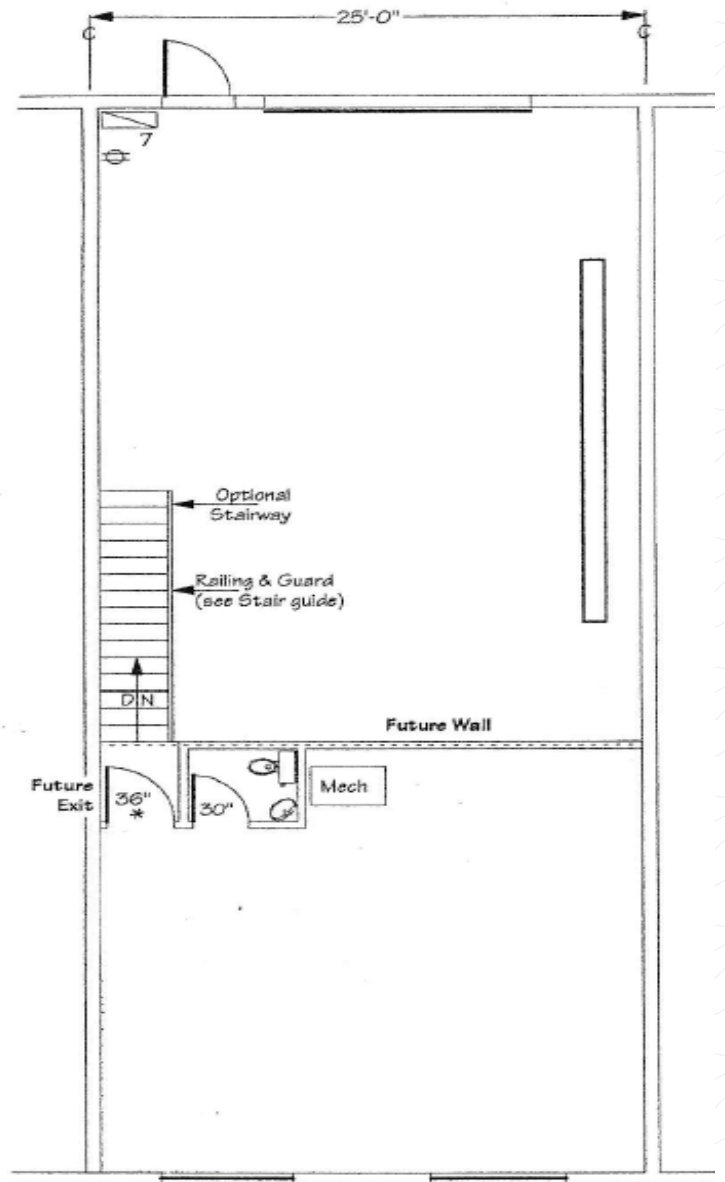 25'-0"
C
C
7
Optional
Stairway
Railing & Guard
(see Stair guide)
DN
Future Wall
Future
Exit
36"
*
30"
Mech